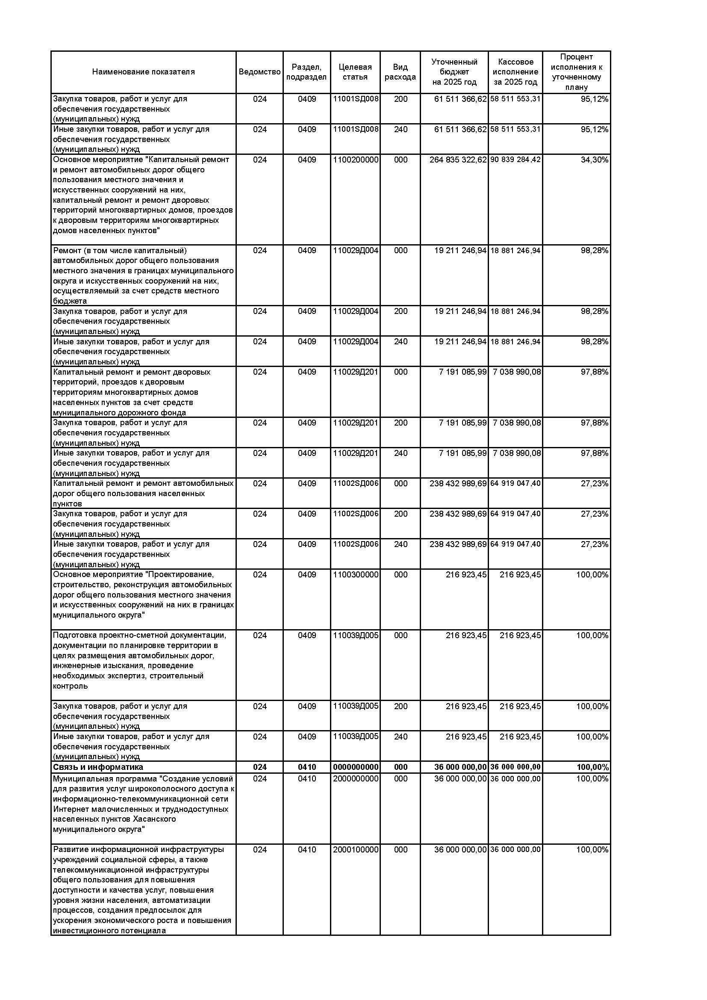 Наименование показателя Ведомство Раздел, подраздел Целевая статья Вид расхода Уточненный бюджет на 2025 год Кассовое исполнение за 2025 год Процент исполнения к уточненному плану
Закупка товаров, работ и услуг для 024 0409 11001SД008 200 61 511 366,62 58 511 553,31 95,12%
обеспечения государственных
(муниципальных) нужд
Иные закупки товаров, работ и услуг для 024 0409 11001SД008 240 61 511 366,62 58 511 553,31 95,12%
обеспечения государственных
(муниципальных) нужд
Основное мероприятие "Капитальный ремонт 024 0409 1100200000 000 264 835 322,62 90 839 284,42 34,30%
и ремонт автомобильных дорог общего
пользования местного значения и
искусственных сооружений на них,
капитальный ремонт и ремонт дворовых
территорий многоквартирных домов, проездов
к дворовым территориям многоквартирных
домов населенных пунктов"
Ремонт (в том числе капитальный) 024 0409 110029Д004 000 19 211 246,94 18 881 246,94 98,28%
автомобильных дорог общего пользования
местного значения в границах муниципального
округа и искусственных сооружений на них,
осуществляемый за счет средств местного
бюджета
Закупка товаров, работ и услуг для 024 0409 110029Д004 200 19 211 246,94 18 881 246,94 98,28%
обеспечения государственных
(муниципальных) нужд
Иные закупки товаров, работ и услуг для 024 0409 110029Д004 240 19 211 246,94 18 881 246,94 98,28%
обеспечения государственных
(муниципальных) нужд
Капитальный ремонт и ремонт дворовых 024 0409 110029Д201 000 7 191 085,99 7 038 990,08 97,88%
территорий, проездов к дворовым
территориям многоквартирных домов
населенных пунктов за счет средств
муниципального дорожного фонда
Закупка товаров, работ и услуг для 024 0409 110029Д201 200 7 191 085,99 7 038 990,08 97,88%
обеспечения государственных
(муниципальных) нужд
Иные закупки товаров, работ и услуг для 024 0409 110029Д201 240 7 191 085,99 7 038 990,08 97,88%
обеспечения государственных
(муниципальных) нужд
Капитальный ремонт и ремонт автомобильных 024 0409 11002SД006 000 238 432 989,69 64 919 047,40 27,23%
дорог общего пользования населенных
пунктов
Закупка товаров, работ и услуг для 024 0409 11002SД006 200 238 432 989,69 64 919 047,40 27,23%
обеспечения государственных
(муниципальных) нужд
Иные закупки товаров, работ и услуг для 024 0409 11002SД006 240 238 432 989,69 64 919 047,40 27,23%
обеспечения государственных
(муниципальных) нужд
Основное мероприятие "Проектирование, 024 0409 1100300000 000 216 923,45 216 923,45 100,00%
строительство, реконструкция автомобильных
дорог общего пользования местного значения
и искусственных сооружений на них в границах
муниципального округа"
Подготовка проектно-сметной документации, 024 0409 110039Д005 000 216 923,45 216 923,45 100,00%
документации по планировке территории в
целях размещения автомобильных дорог,
инженерные изыскания, проведение
необходимых экспертиз, строительный
контроль
Закупка товаров, работ и услуг для 024 0409 110039Д005 200 216 923,45 216 923,45 100,00%
обеспечения государственных
(муниципальных) нужд
Иные закупки товаров, работ и услуг для 024 0409 110039Д005 240 216 923,45 216 923,45 100,00%
обеспечения государственных
(муниципальных) нужд
Связь и информатика 024 0410 0000000000 000 36 000 000,00 36 000 000,00 100,00%
Муниципальная программа "Создание условий 024 0410 2000000000 000 36 000 000,00 36 000 000,00 100,00%
для развития услуг широкополосного доступа к
информационно-телекоммуникационной сети
Интернет малочисленных и труднодоступных
населенных пунктов Хасанского
муниципального округа"
Развитие информационной инфраструктуры 024 0410 2000100000 000 36 000 000,00 36 000 000,00 100,00%
учреждений социальной сферы, а также
телекоммуникационной инфраструктуры
общего пользования для повышения
доступности и качества услуг, повышения
уровня жизни населения, автоматизации
процессов, создания предпосылок для
ускорения экономического роста и повышения
инвестиционного потенциала